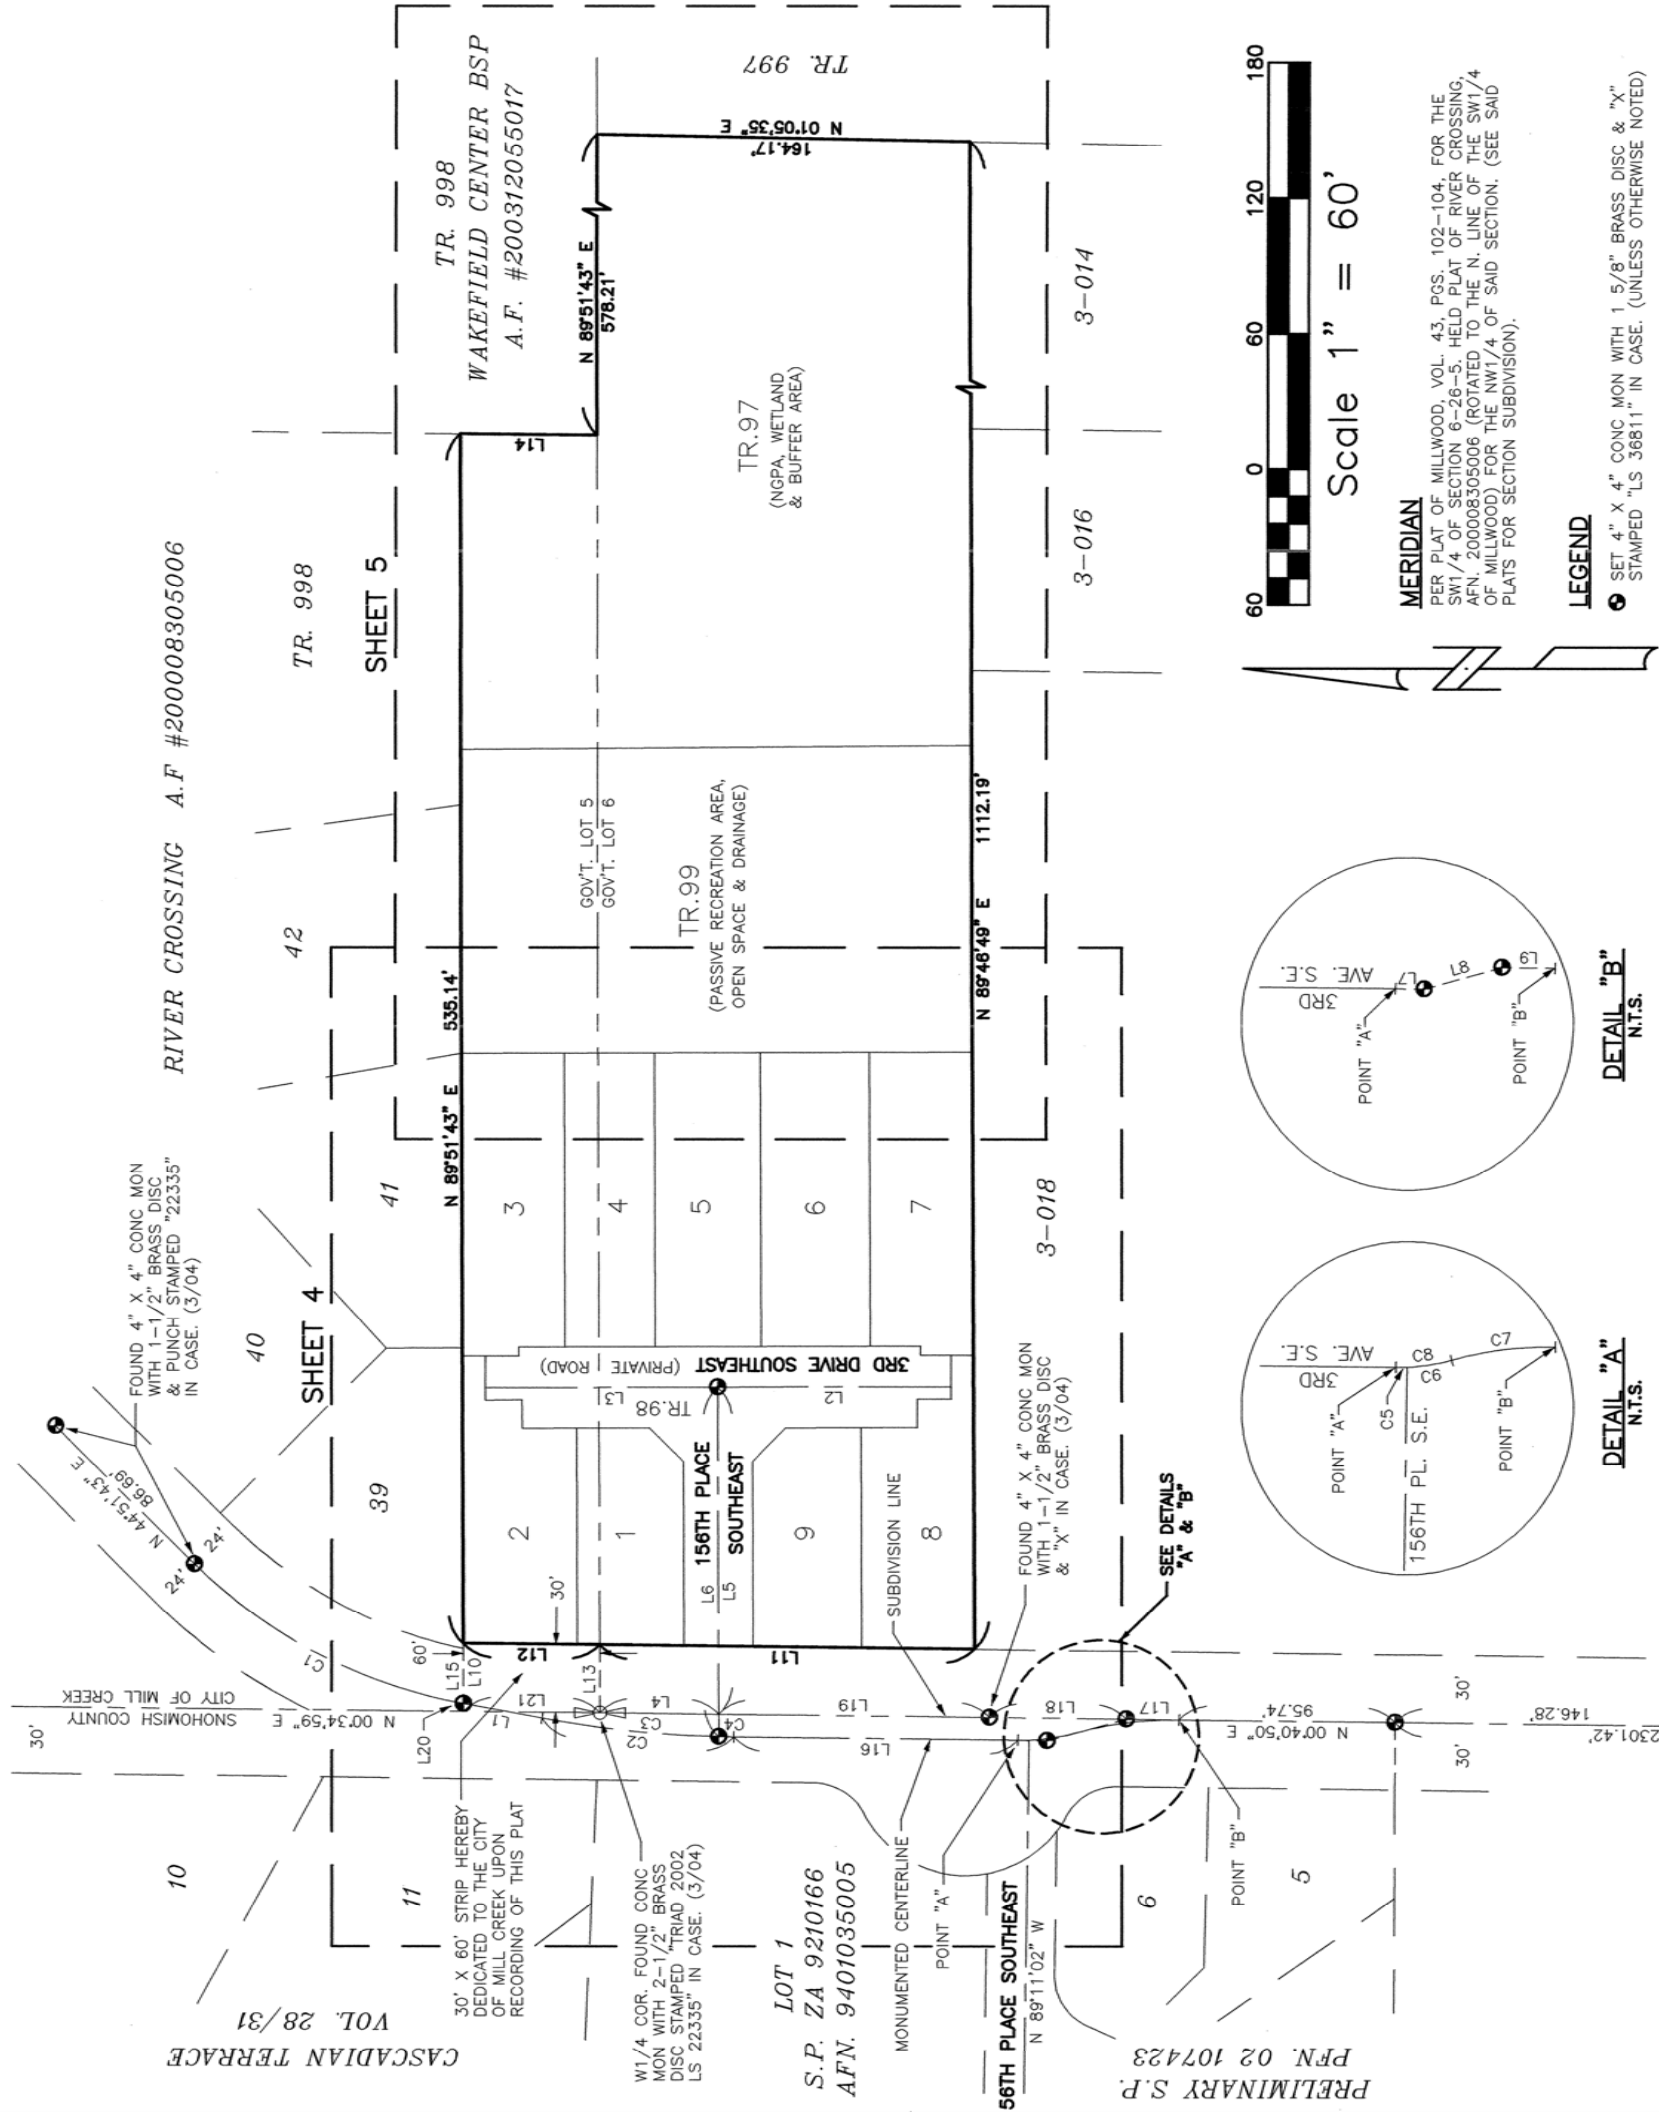 RIVER CROSSING A.F #200008305006
TR. 998
TR. 998
WAKEFIELD CENTER BSP
A.F. #200312055017
TR. 997
SHEET 5
SHEET 4
42
41
40
39
FOUND 4" X 4" CONC MON
WITH 1-1/2" BRASS DISC
& PUNCH STAMPED "22335"
IN CASE. (3/04)
N 44°51'43" E
86.69'
24'
24'
C1
60'
L15
L10
L20
L1
L21
L12
L13
30'
CITY OF MILL CREEK
SNOHOMISH COUNTY
N 00°34'59" E
30'
10
11
CASCADIAN TERRACE
VOL. 28/31
30' X 60' STRIP HEREBY
DEDICATED TO THE CITY
OF MILL CREEK UPON
RECORDING OF THIS PLAT
W1/4 COR. FOUND CONC
MON WITH 2-1/2" BRASS
DISC STAMPED "TRIAD 2002
LS 22335" IN CASE. (3/04)
LOT 1
S.P. ZA 9210166
AFN. 9401035005
N 89°51'43" E 535.14'
L14
N 89°51'43" E
578.21'
N 01°05'35" E
164.17'
TR.97
(NGPA, WETLAND
& BUFFER AREA)
GOV'T. LOT 5
GOV'T. LOT 6
TR.99
(PASSIVE RECREATION AREA,
OPEN SPACE & DRAINAGE)
N 89°46'49" E 1112.19'
3
4
5
6
7
3RD DRIVE SOUTHEAST (PRIVATE ROAD)
L3
L2
TR.98
2
1
9
8
156TH PLACE
SOUTHEAST
L6
L5
L11
L4
C3
C2
C4
L19
L16
L18
L17
SUBDIVISION LINE
MONUMENTED CENTERLINE
FOUND 4" X 4" CONC MON
WITH 1-1/2" BRASS DISC
& "X" IN CASE. (3/04)
SEE DETAILS
"A" & "B"
POINT "A"
POINT "B"
56TH PLACE SOUTHEAST
N 89°11'02" W
N 00°40'50" E
95.74'
30'
30'
146.28'
2301.42'
6
5
PRELIMINARY S.P.
PFN. 02 107423
3-014
3-016
3-018
60 0 60 120 180
Scale 1" = 60'
MERIDIAN
PER PLAT OF MILLWOOD, VOL. 43, PGS. 102-104, FOR THE
SW1/4 OF SECTION 6-26-5. HELD PLAT OF RIVER CROSSING,
AFN. 200008305006 (ROTATED TO THE N. LINE OF THE SW1/4
OF MILLWOOD) FOR THE NW1/4 OF SAID SECTION. (SEE SAID
PLATS FOR SECTION SUBDIVISION).
LEGEND
SET 4" X 4" CONC MON WITH 1 5/8" BRASS DISC & "X"
STAMPED "LS 36811" IN CASE. (UNLESS OTHERWISE NOTED)
3RD AVE. S.E.
POINT "A"
C5
C8
C6
C7
156TH PL. S.E.
POINT "B"
DETAIL "A"
N.T.S.
3RD AVE. S.E.
POINT "A"
L7
L8
L9
POINT "B"
DETAIL "B"
N.T.S.
N